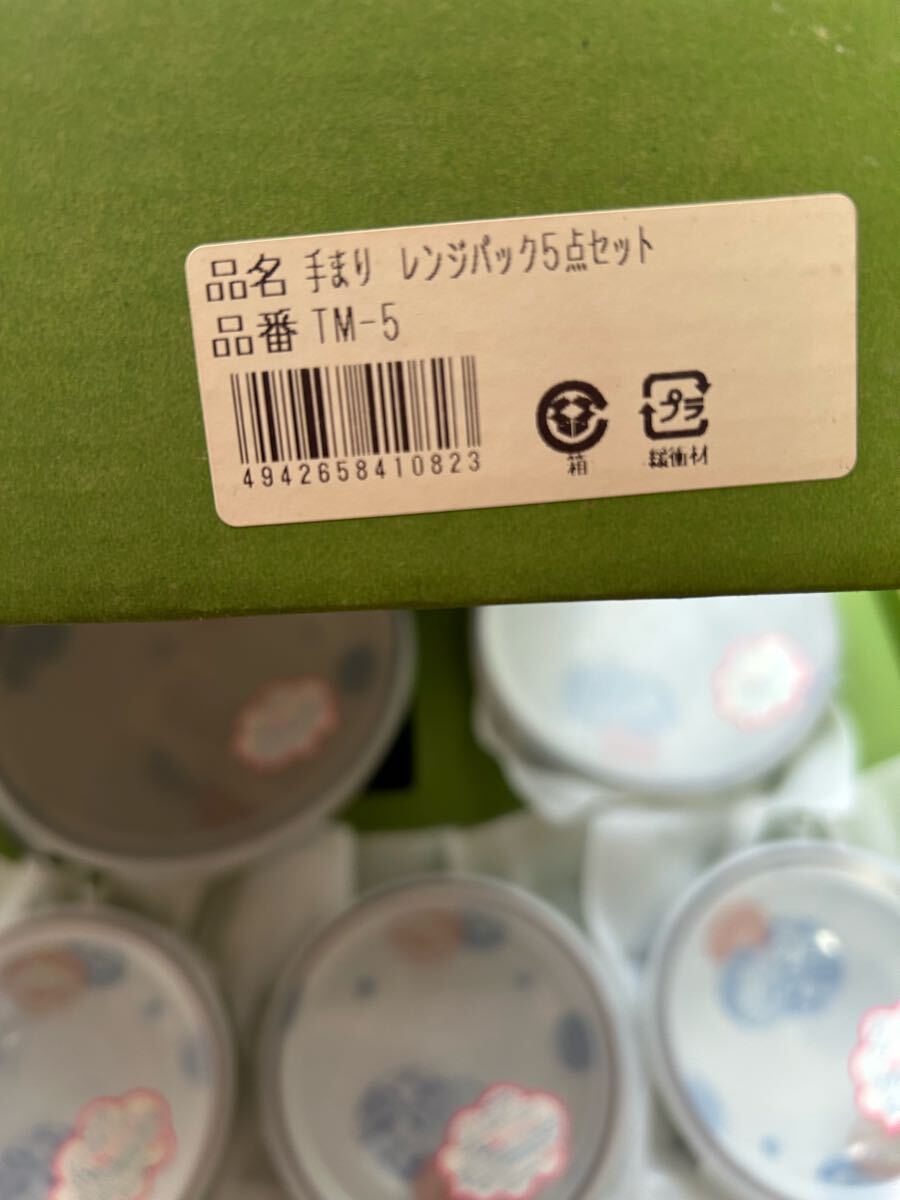 品名 手まり レンジパック5点セット
品番 TM-5
4942658410823
箱
プラ
緩衝材